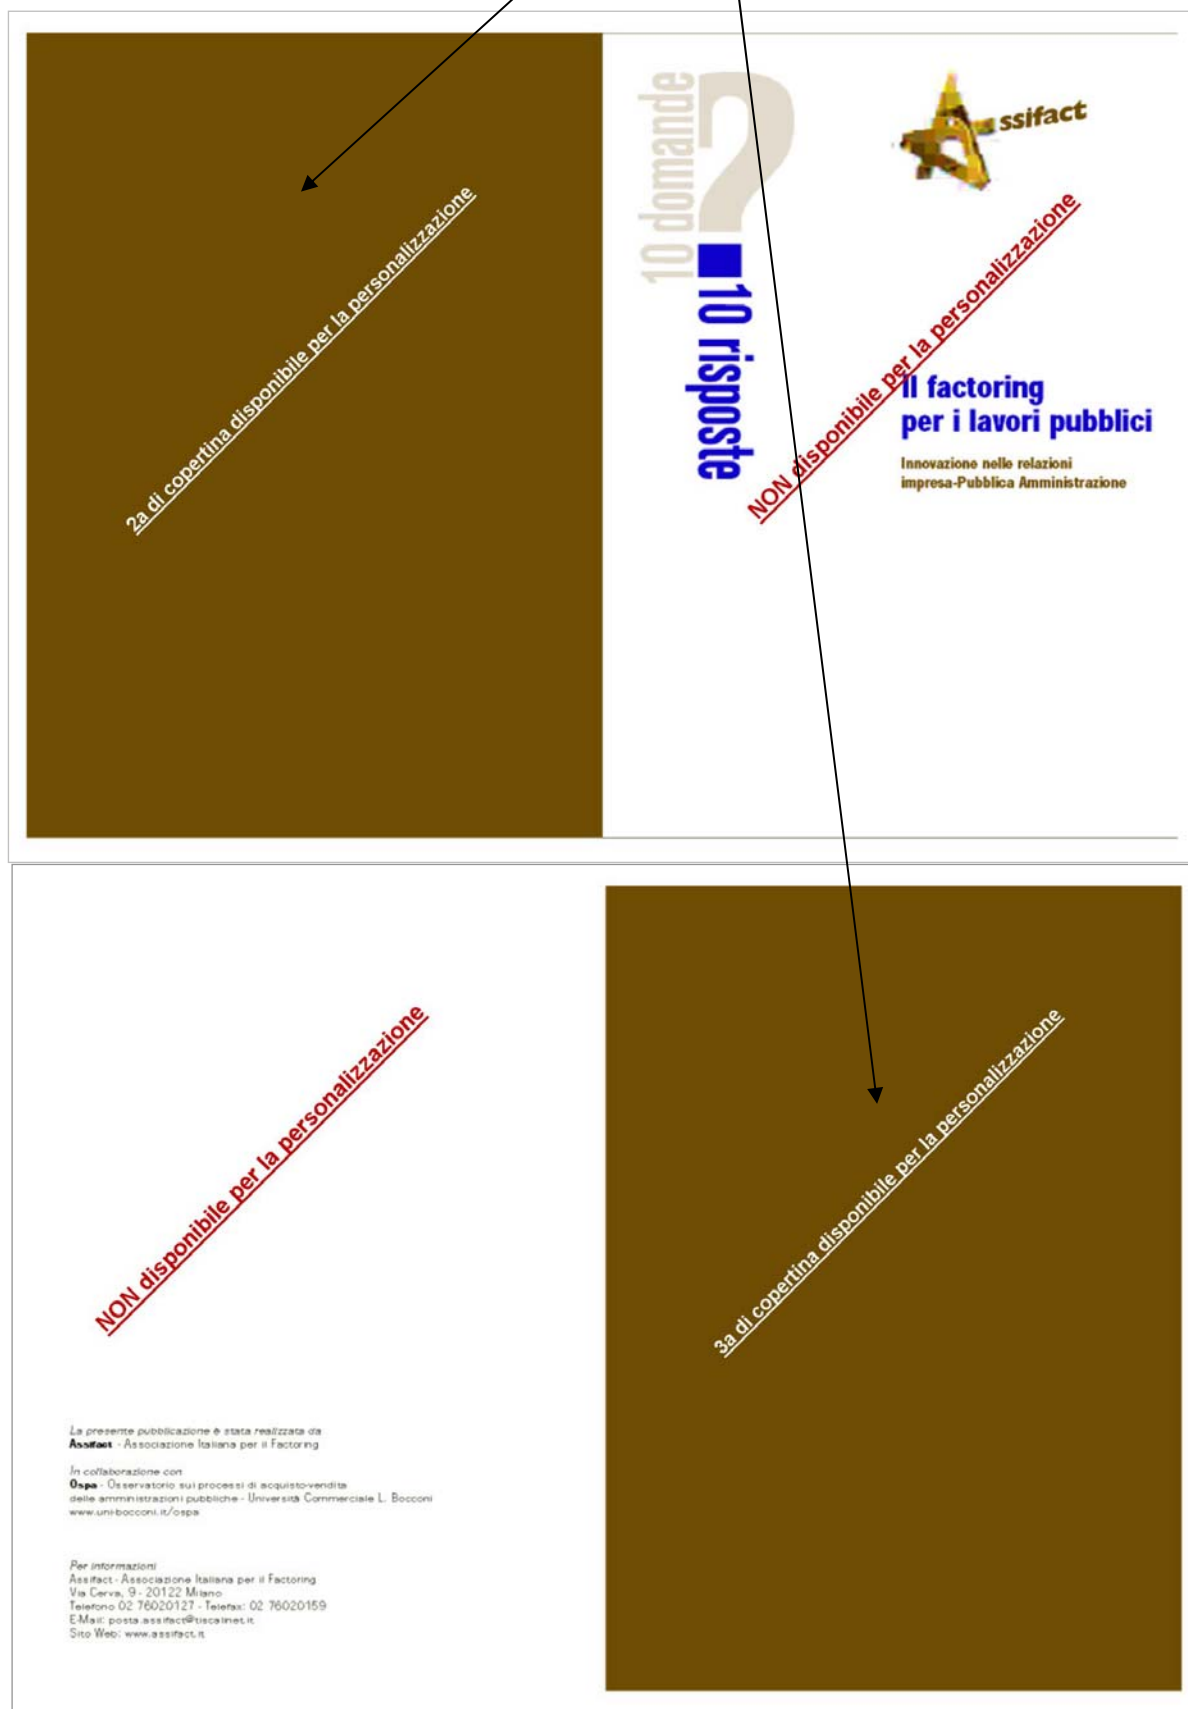 2a di copertina disponibile per la personalizzazione
10 domande
?
10 risposte
Assifact
NON disponibile per la personalizzazione
Il factoring
per i lavori pubblici
Innovazione nelle relazioni
impresa-Pubblica Amministrazione
NON disponibile per la personalizzazione
La presente pubblicazione è stata realizzata da
Assifact - Associazione Italiana per il Factoring
In collaborazione con
Ospa - Osservatorio sui processi di acquisto-vendita
delle amministrazioni pubbliche - Università Commerciale L. Bocconi
www.uni-bocconi.it/ospa
Per informazioni
Assifact - Associazione Italiana per il Factoring
Via Cerva, 9 - 20122 Milano
Telefono 02 76020127 - Telefax: 02 76020159
E-Mail: posta.assifact@tiscalinet.it
Sito Web: www.assifact.it
3a di copertina disponibile per la personalizzazione